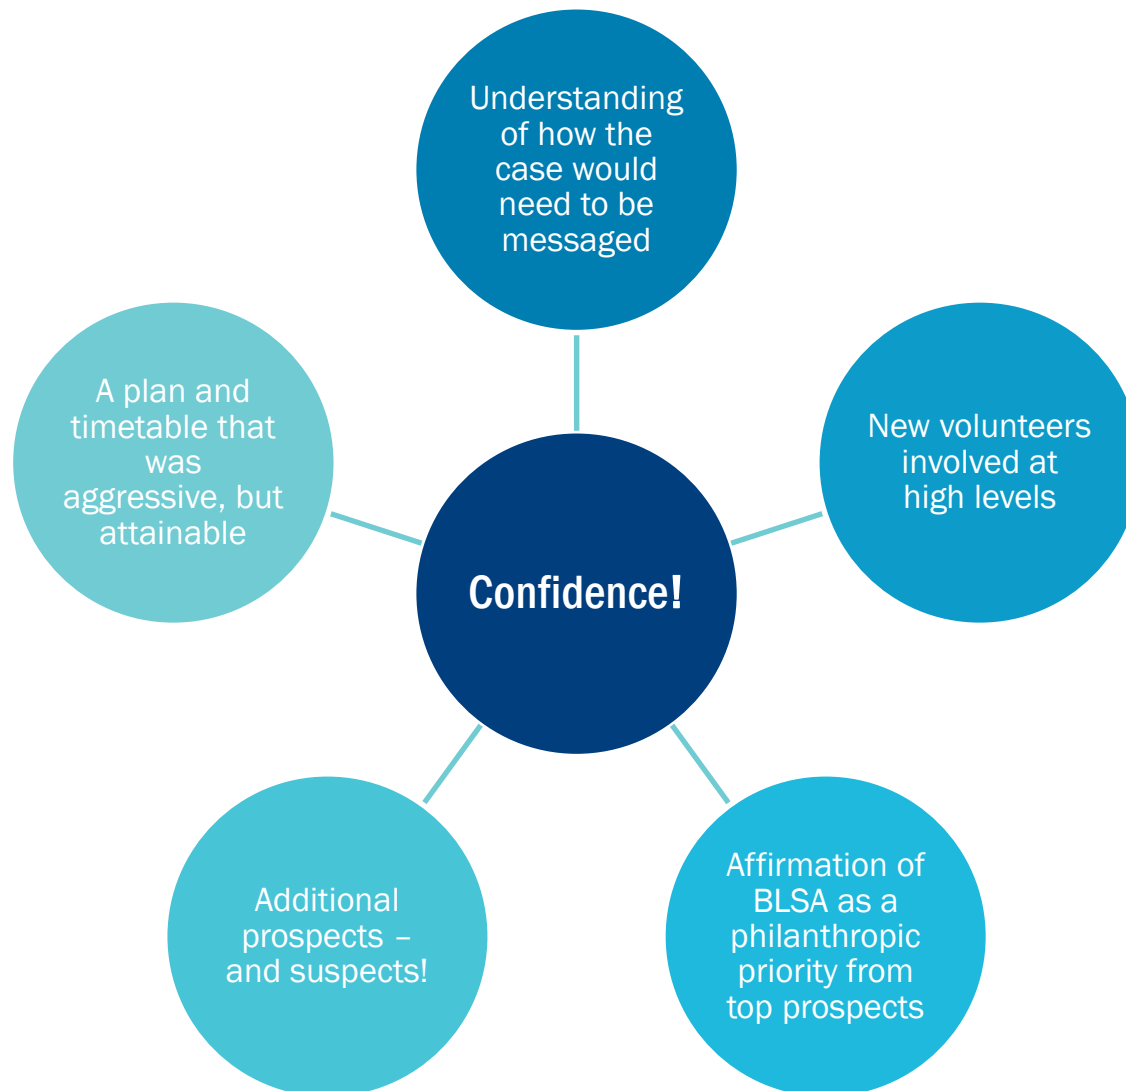 Understanding
of how the
case would
need to be
messaged
New volunteers
involved at
high levels
Affirmation of
BLSA as a
philanthropic
priority from
top prospects
Additional
prospects –
and suspects!
A plan and
timetable that
was
aggressive, but
attainable
Confidence!